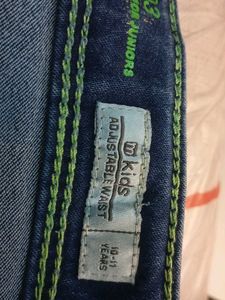 kids
ADJUSTABLE WAIST
10-11
YEARS
JUNIORS